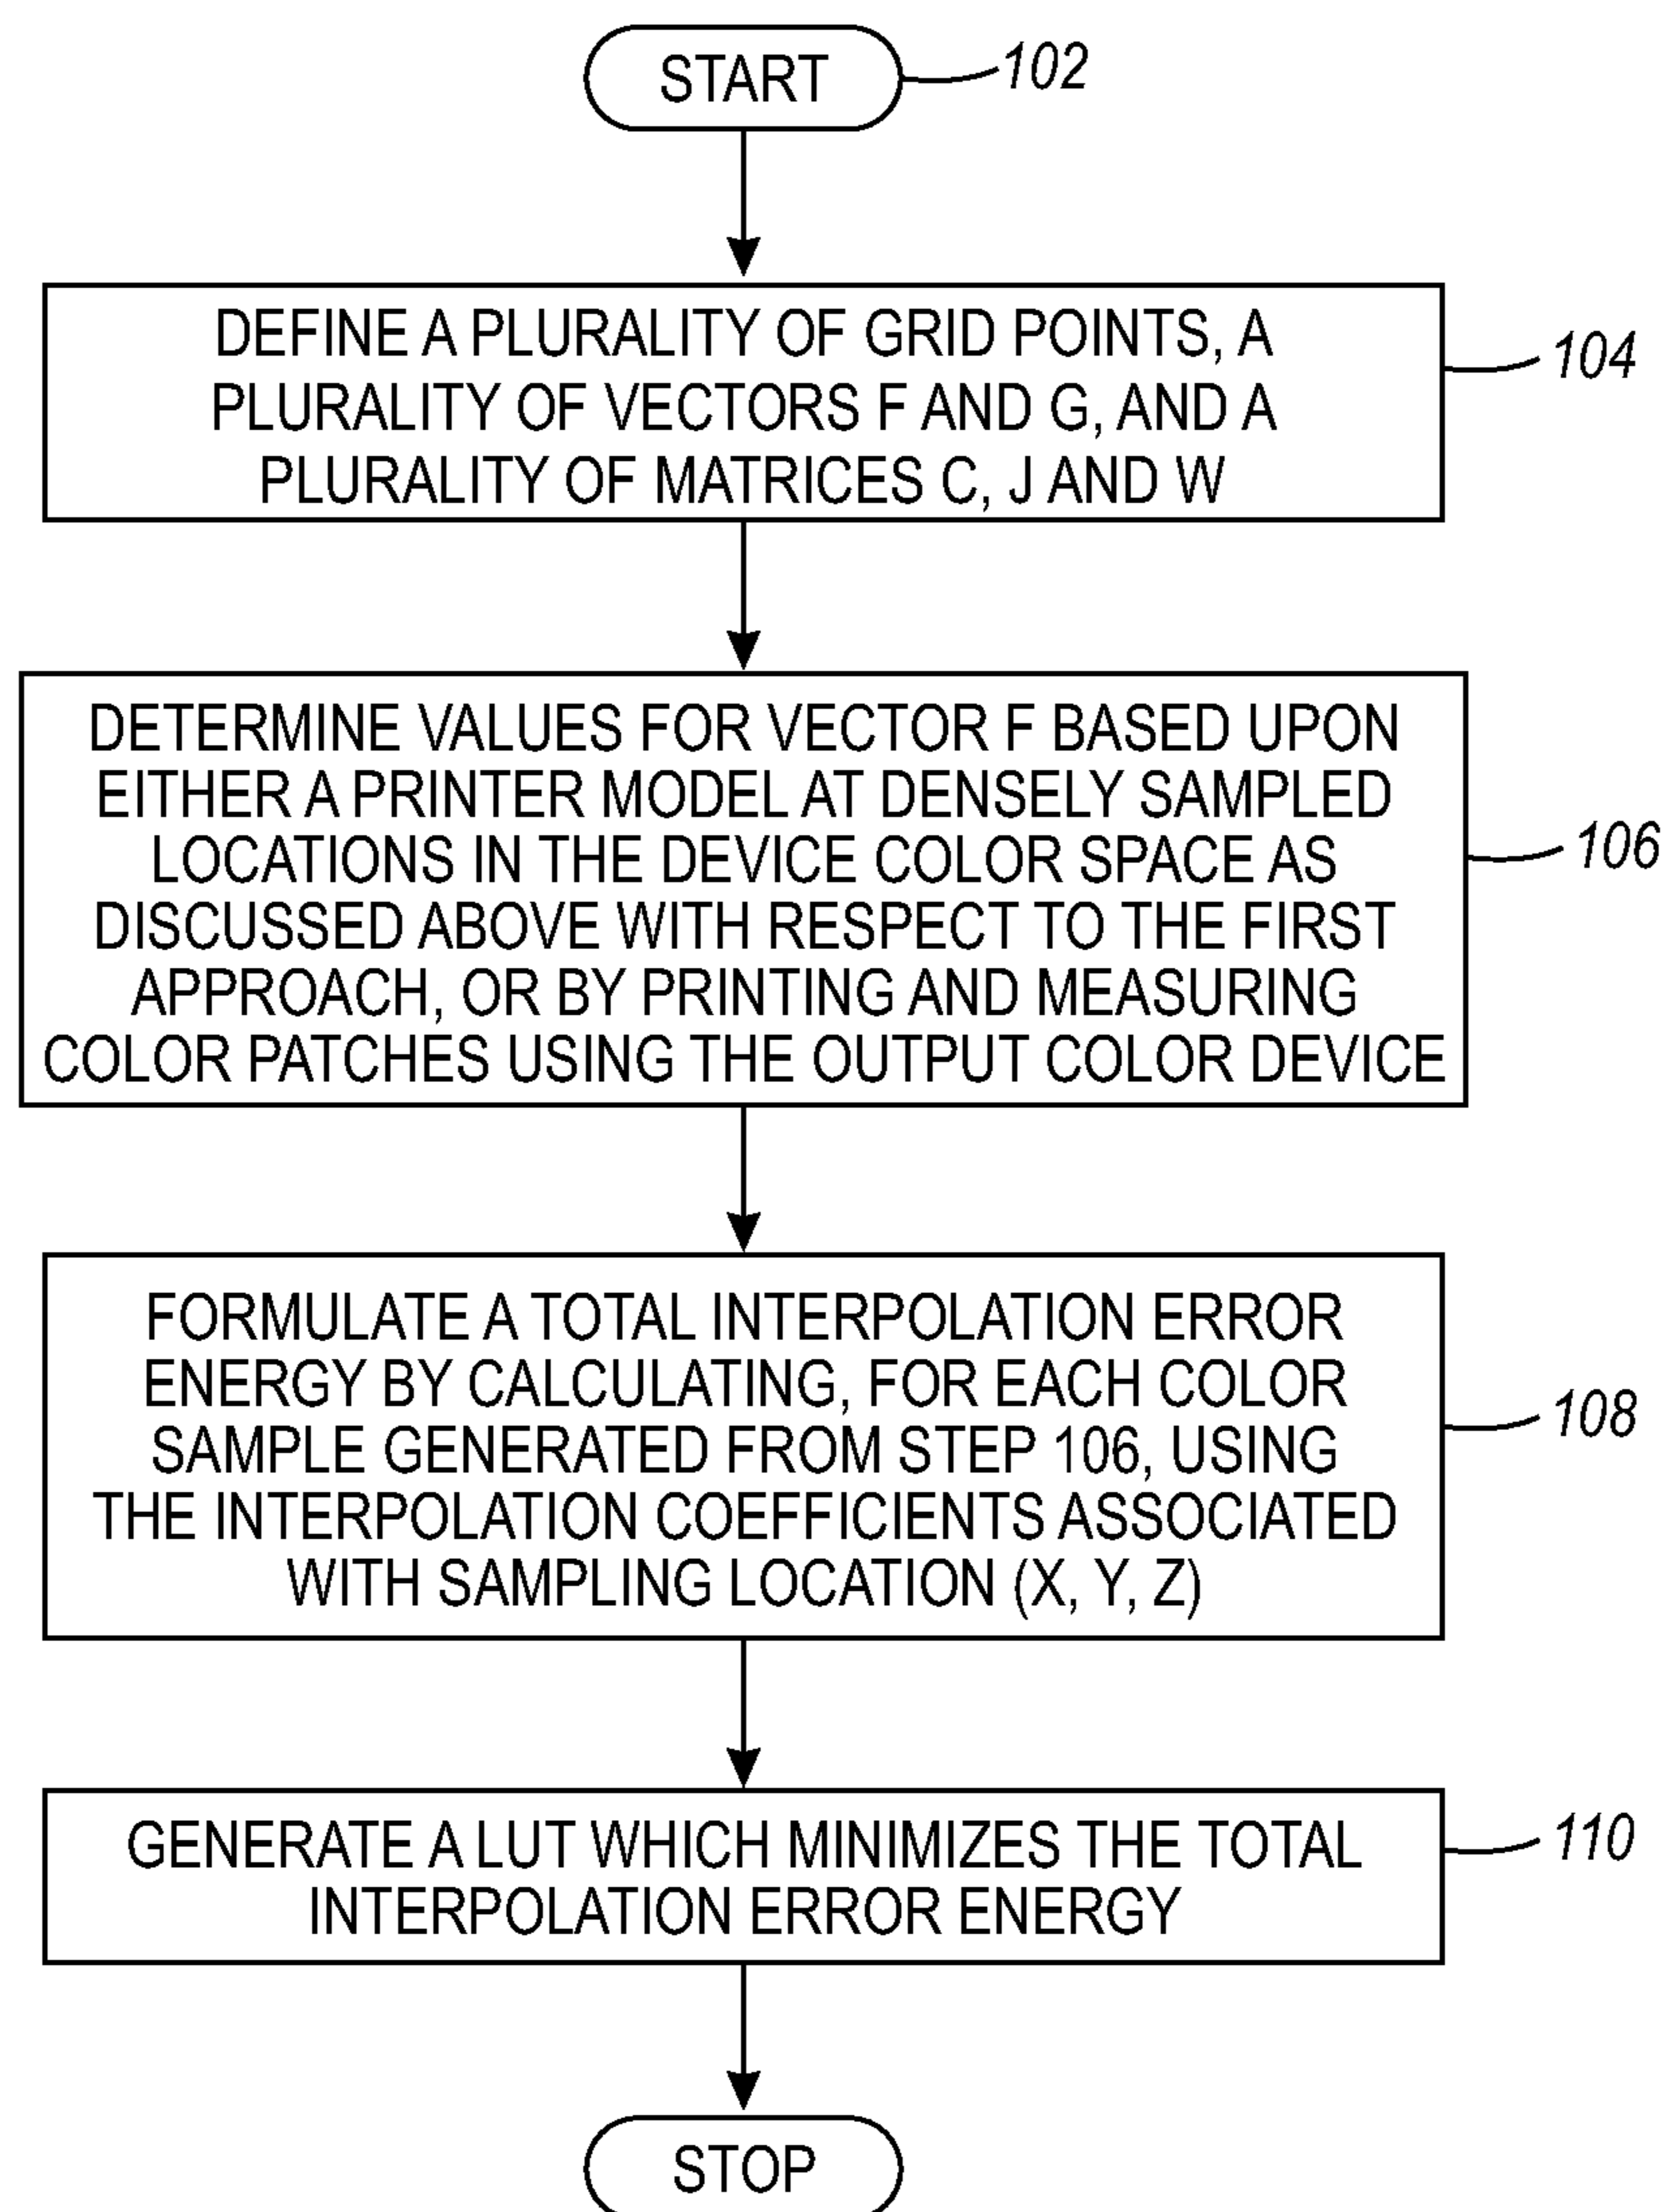 START
102
DEFINE A PLURALITY OF GRID POINTS, A
PLURALITY OF VECTORS F AND G, AND A
PLURALITY OF MATRICES C, J AND W
104
DETERMINE VALUES FOR VECTOR F BASED UPON
EITHER A PRINTER MODEL AT DENSELY SAMPLED
LOCATIONS IN THE DEVICE COLOR SPACE AS
DISCUSSED ABOVE WITH RESPECT TO THE FIRST
APPROACH, OR BY PRINTING AND MEASURING
COLOR PATCHES USING THE OUTPUT COLOR DEVICE
106
FORMULATE A TOTAL INTERPOLATION ERROR
ENERGY BY CALCULATING, FOR EACH COLOR
SAMPLE GENERATED FROM STEP 106, USING
THE INTERPOLATION COEFFICIENTS ASSOCIATED
WITH SAMPLING LOCATION (X, Y, Z)
108
GENERATE A LUT WHICH MINIMIZES THE TOTAL
INTERPOLATION ERROR ENERGY
110
STOP